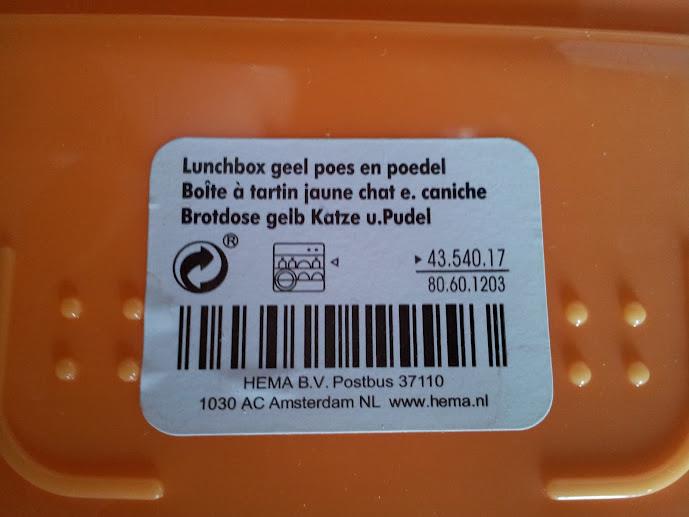 Lunchbox geel poes en poedel
Boîte à tartin jaune chat e. caniche
Brotdose gelb Katze u.Pudel
®
▸ 43.540.17
80.60.1203
HEMA B.V. Postbus 37110
1030 AC Amsterdam NL www.hema.nl